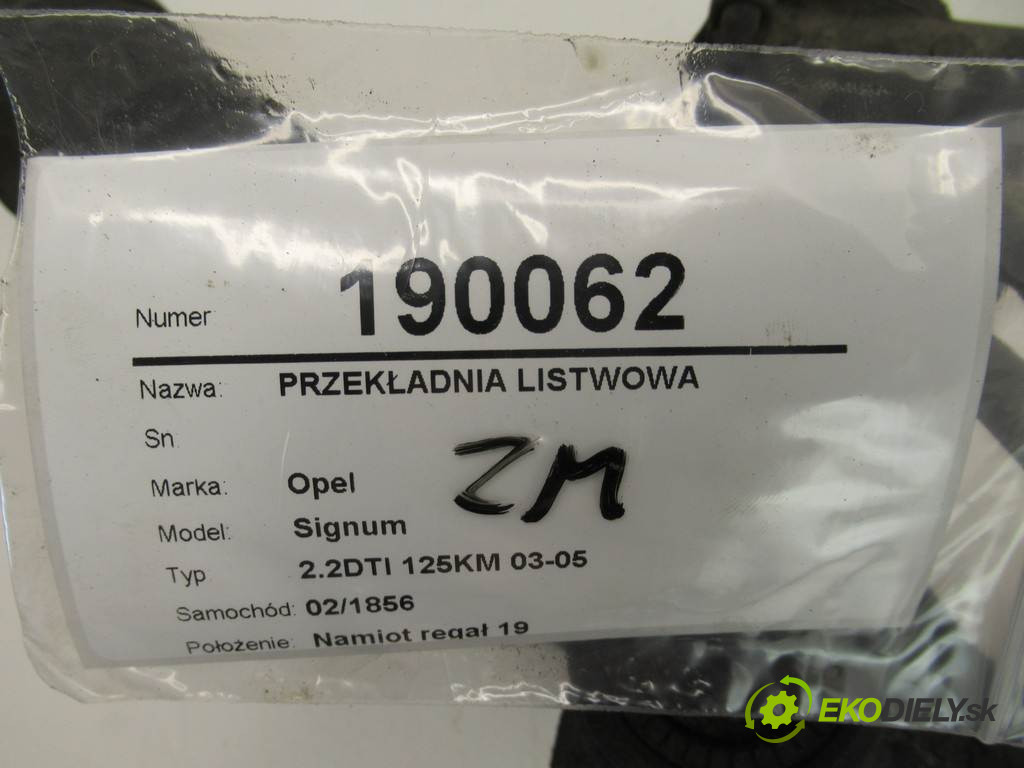 Numer 190062
Nazwa: PRZEKŁADNIA LISTWOWA
Sn
Marka: Opel
ZM
Model: Signum
Typ 2.2DTI 125KM 03-05
Samochód: 02/1856
Położenie: Namiot regał 19
EKODIELY.sk